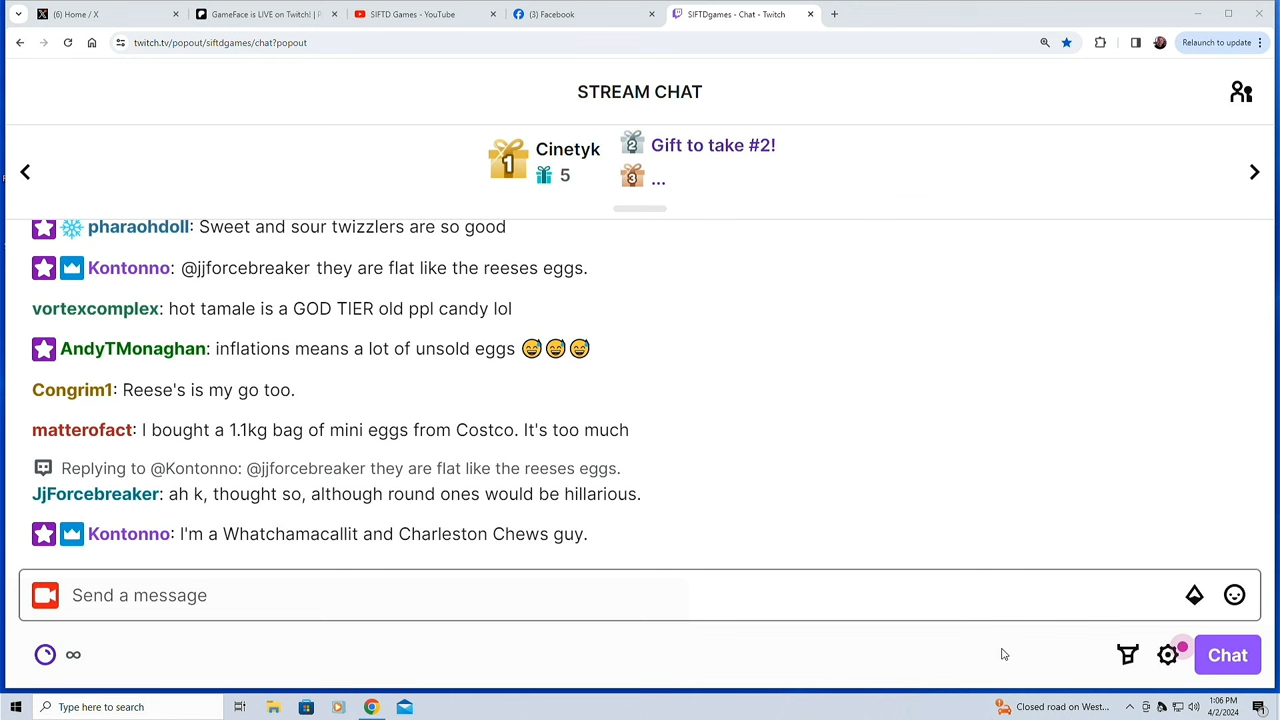 (6) Home / X
GameFace is LIVE on Twitch! | P
SIFTD Games - YouTube
(3) Facebook
SIFTDgames - Chat - Twitch
twitch.tv/popout/siftdgames/chat?popout
Relaunch to update
STREAM CHAT
1 Cinetyk
5
2 Gift to take #2!
3 ...
pharaohdoll: Sweet and sour twizzlers are so good
Kontonno: @jjforcebreaker they are flat like the reeses eggs.
vortexcomplex: hot tamale is a GOD TIER old ppl candy lol
AndyTMonaghan: inflations means a lot of unsold eggs 😅😅😅
Congrim1: Reese's is my go too.
matterofact: I bought a 1.1kg bag of mini eggs from Costco. It's too much
Replying to @Kontonno: @jjforcebreaker they are flat like the reeses eggs.
JjForcebreaker: ah k, thought so, although round ones would be hillarious.
Kontonno: I'm a Whatchamacallit and Charleston Chews guy.
Send a message
∞
Chat
Type here to search
Closed road on West...
1:06 PM
4/2/2024